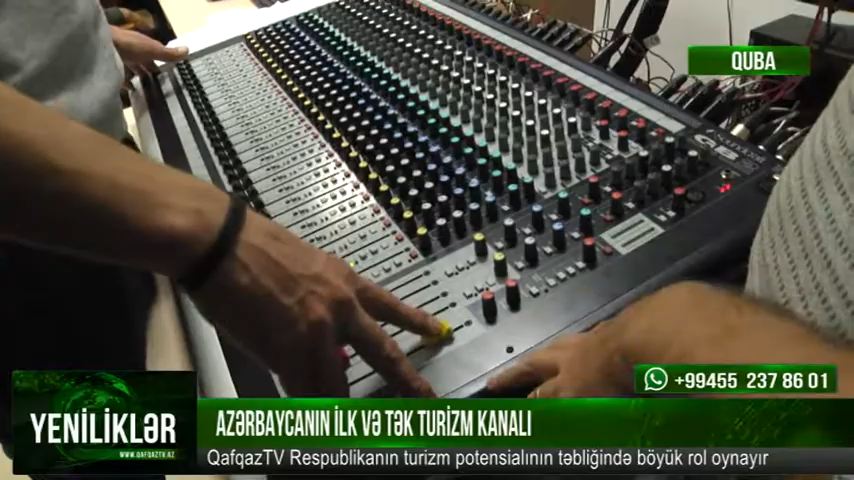 QUBA
GB8
+99455 237 86 01
YENİLİKLƏR
WWW.QAFQAZTV.AZ
AZƏRBAYCANIN İLK VƏ TƏK TURİZM KANALI
QafqazTV Respublikanın turizm potensialının təbliğində böyük rol oynayır